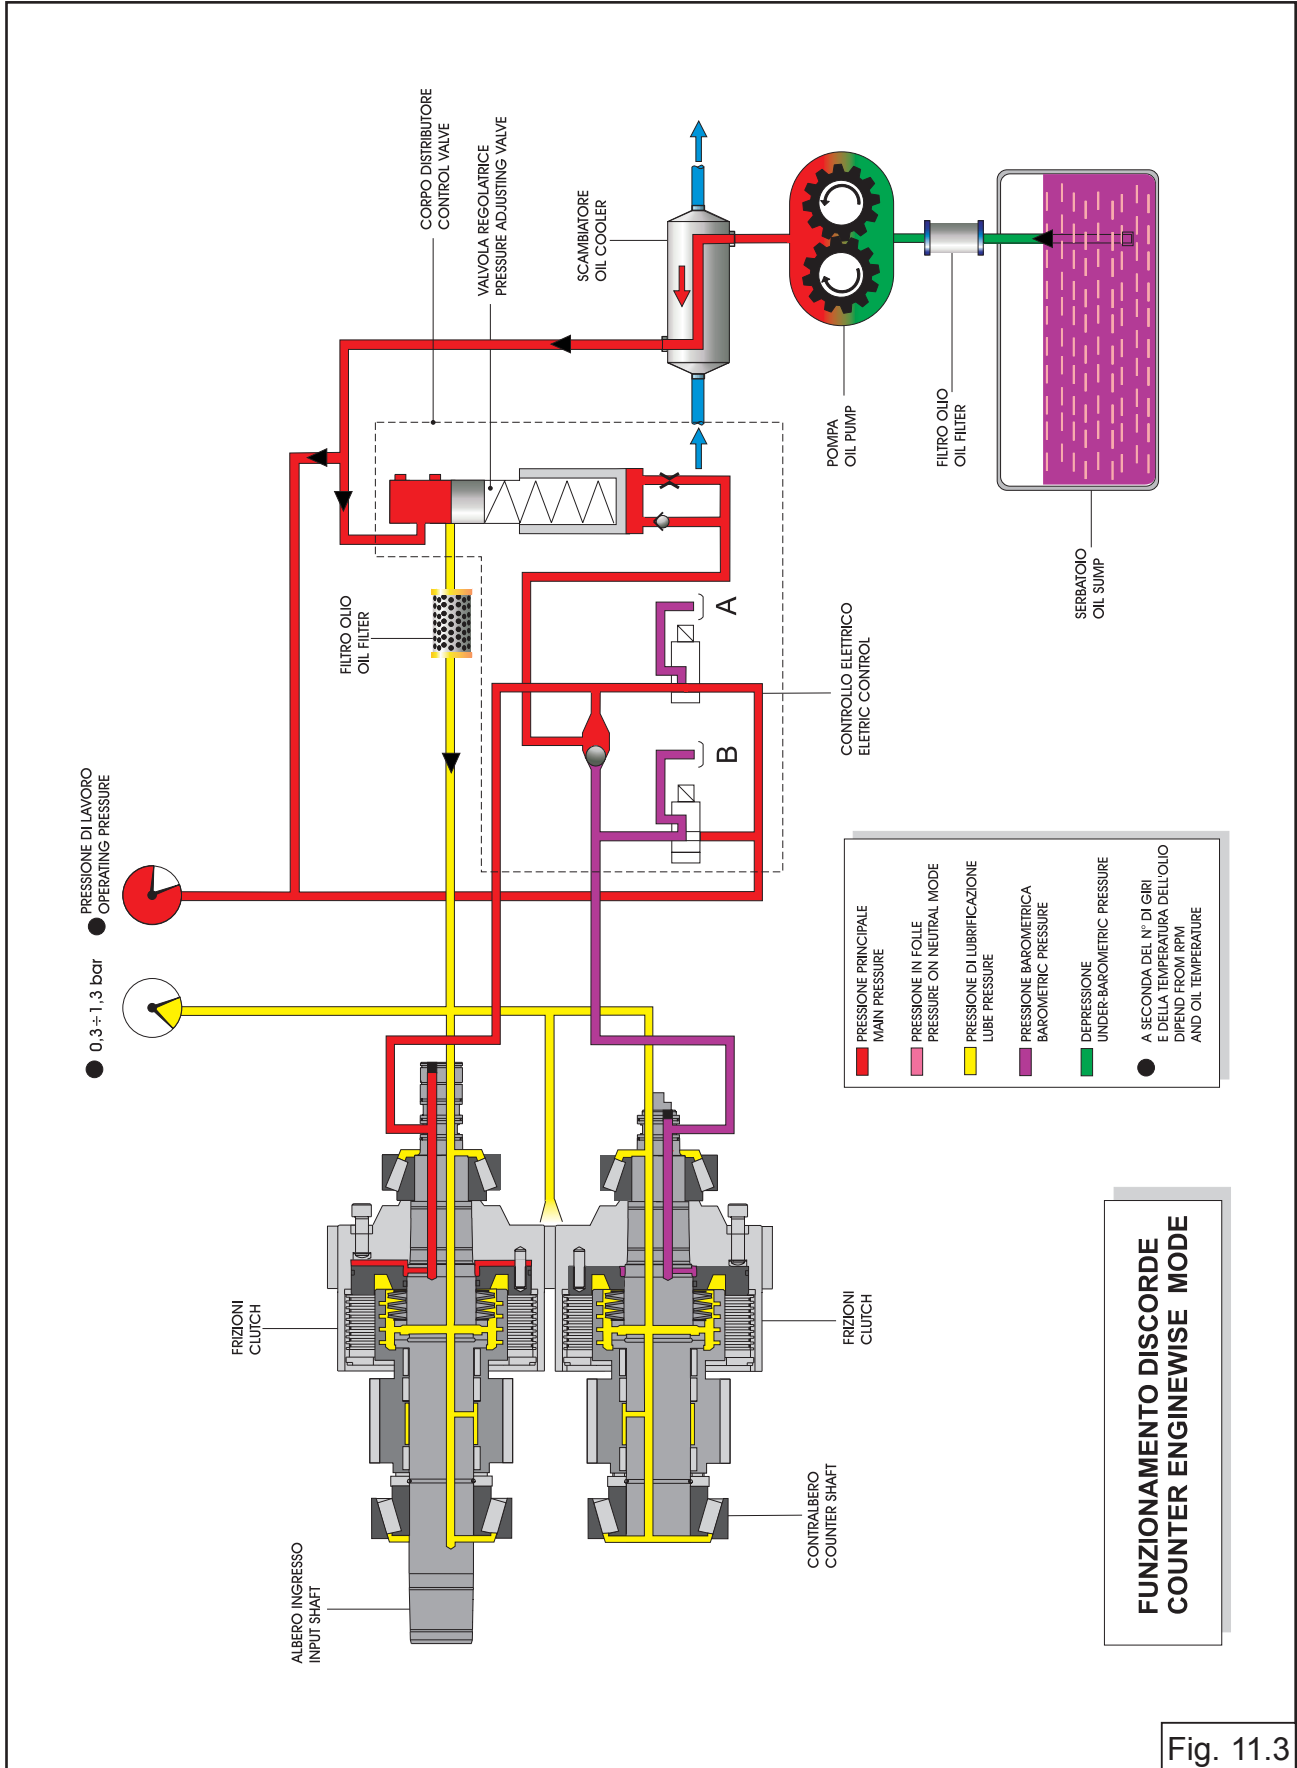 PRESSIONE DI LAVORO
OPERATING PRESSURE
0,3÷1,3 bar
CORPO DISTRIBUTORE
CONTROL VALVE
VALVOLA REGOLATRICE
PRESSURE ADJUSTING VALVE
SCAMBIATORE
OIL COOLER
POMPA
OIL PUMP
FILTRO OLIO
OIL FILTER
SERBATOIO
OIL SUMP
FILTRO OLIO
OIL FILTER
A
B
CONTROLLO ELETTRICO
ELETRIC CONTROL
FRIZIONI
CLUTCH
FRIZIONI
CLUTCH
ALBERO INGRESSO
INPUT SHAFT
CONTRALBERO
COUNTER SHAFT
PRESSIONE PRINCIPALE
MAIN PRESSURE
PRESSIONE IN FOLLE
PRESSURE ON NEUTRAL MODE
PRESSIONE DI LUBRIFICAZIONE
LUBE PRESSURE
PRESSIONE BAROMETRICA
BAROMETRIC PRESSURE
DEPRESSIONE
UNDER-BAROMETRIC PRESSURE
A SECONDA DEL N° DI GIRI
E DELLA TEMPERATURA DELL'OLIO
DIPEND FROM RPM
AND OIL TEMPERATURE
FUNZIONAMENTO DISCORDE
COUNTER ENGINEWISE MODE
Fig. 11.3